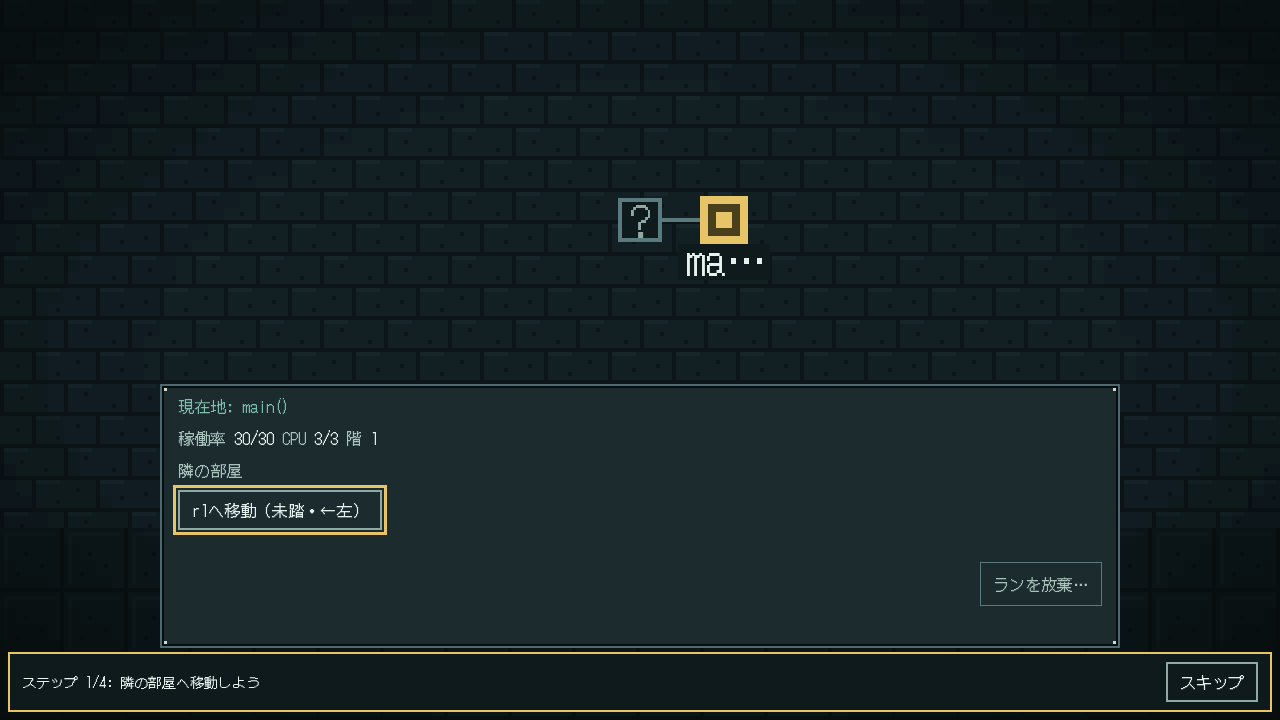 ?
ma…
現在地: main()
稼働率 30/30 CPU 3/3 階 1
隣の部屋
r1へ移動（未踏・←左）
ランを放棄…
ステップ 1/4: 隣の部屋へ移動しよう
スキップ